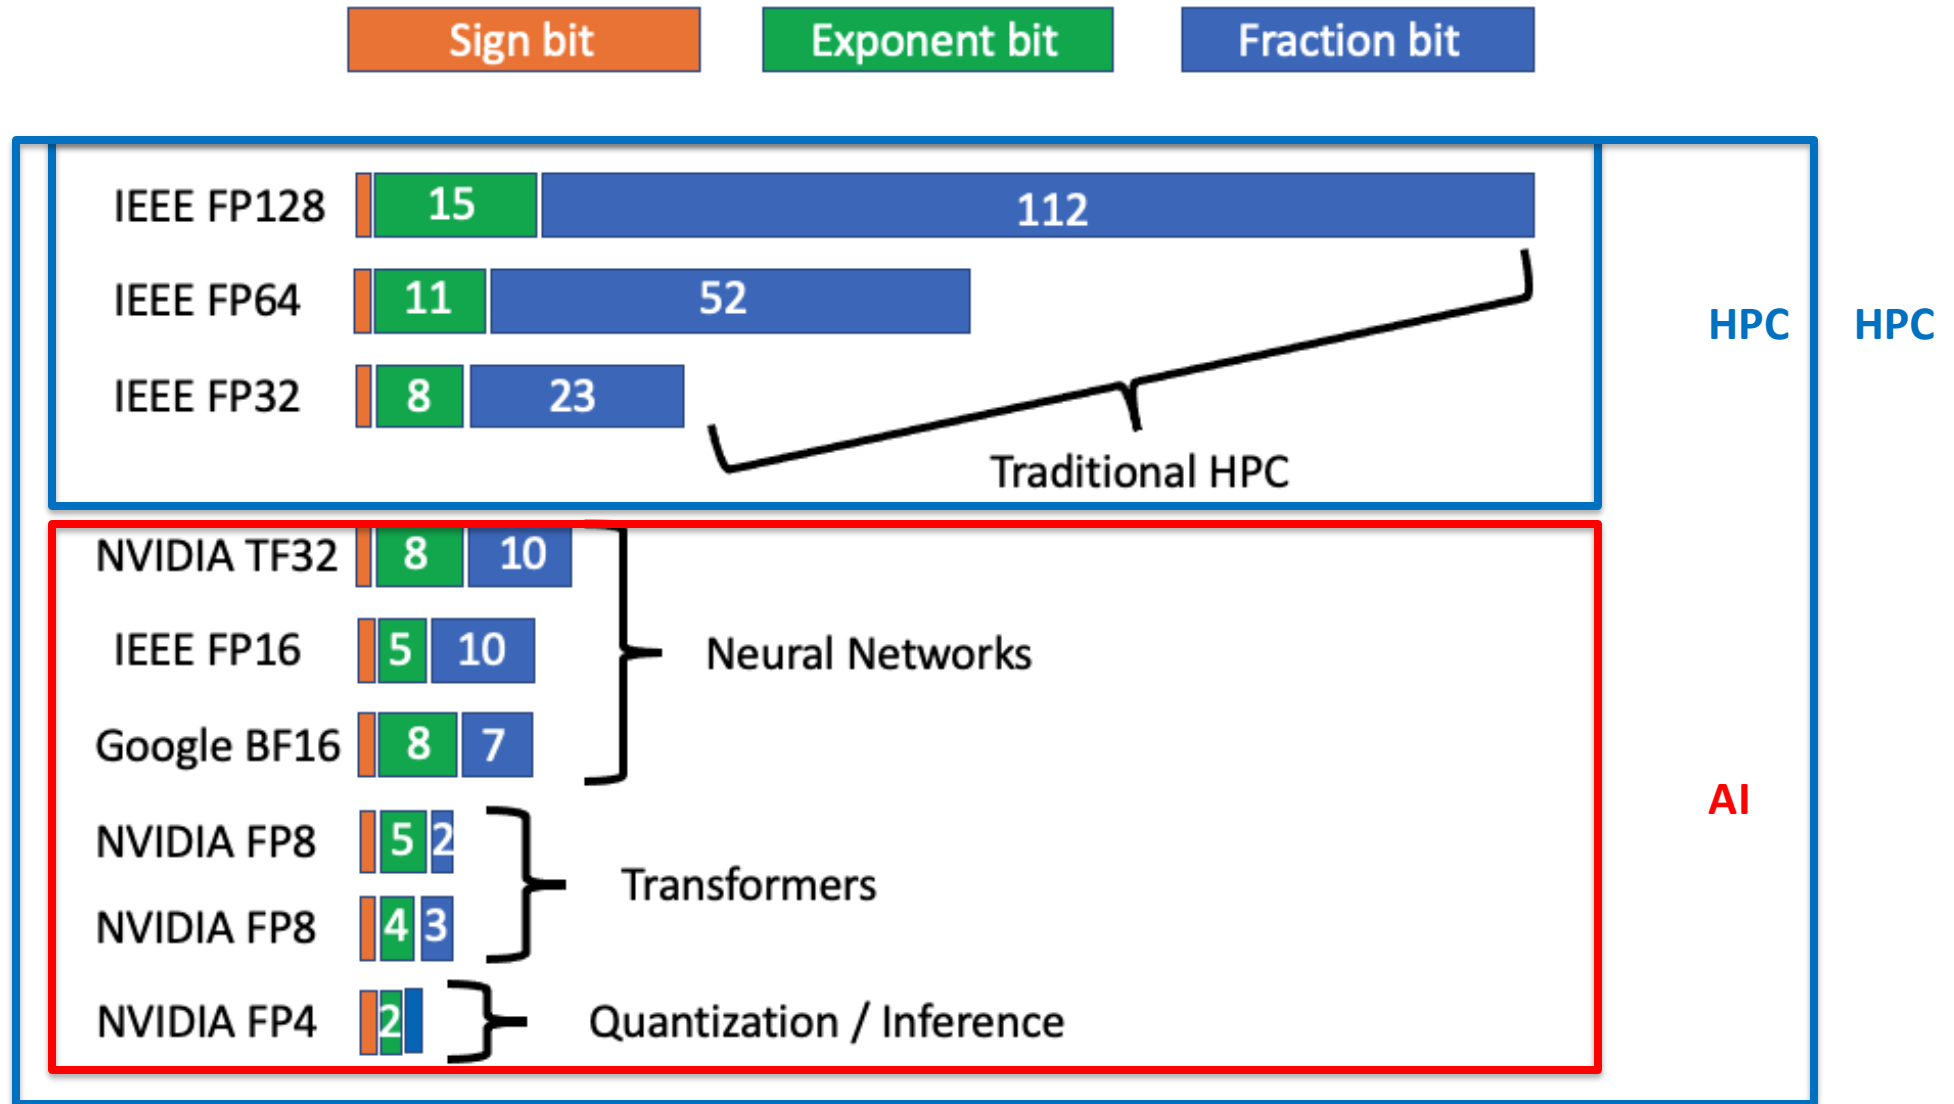 Sign bit
Exponent bit
Fraction bit
IEEE FP128 15 112
IEEE FP64 11 52
HPC HPC
IEEE FP32 8 23
Traditional HPC
NVIDIA TF32 8 10
IEEE FP16 5 10
Neural Networks
Google BF16 8 7
AI
NVIDIA FP8 5 2
Transformers
NVIDIA FP8 4 3
NVIDIA FP4 2
Quantization / Inference